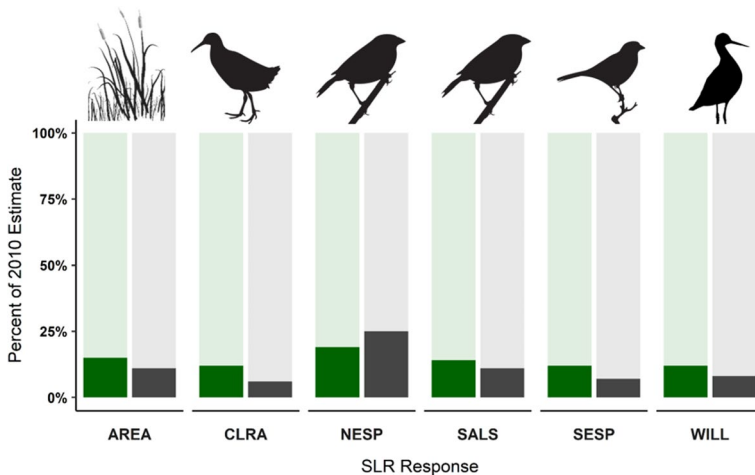 100%
75%
50%
25%
0%
Percent of 2010 Estimate
AREA CLRA NESP SALS SESP WILL
SLR Response